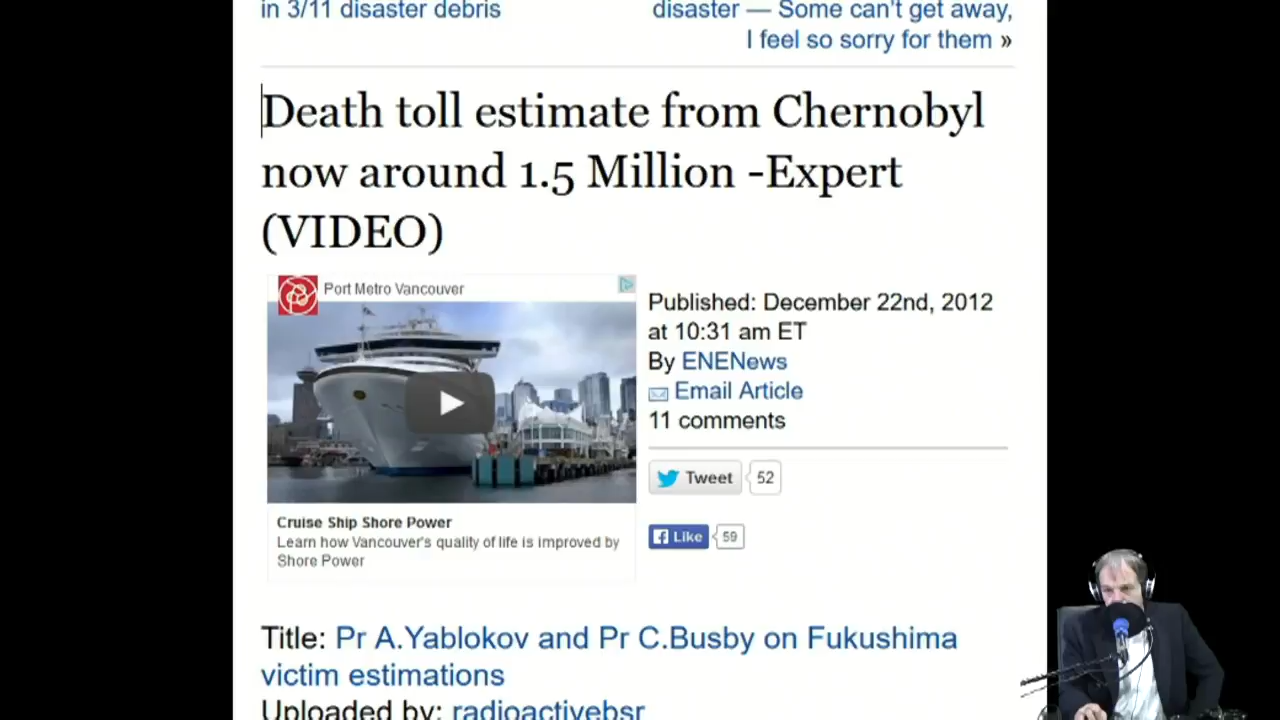 in 3/11 disaster debris
disaster — Some can't get away,
I feel so sorry for them »
Death toll estimate from Chernobyl
now around 1.5 Million -Expert
(VIDEO)
Port Metro Vancouver
Cruise Ship Shore Power
Learn how Vancouver's quality of life is improved by
Shore Power
Published: December 22nd, 2012
at 10:31 am ET
By ENENews
Email Article
11 comments
Tweet 52
Like 59
Title: Pr A.Yablokov and Pr C.Busby on Fukushima
victim estimations
Uploaded by: radioactivebsr